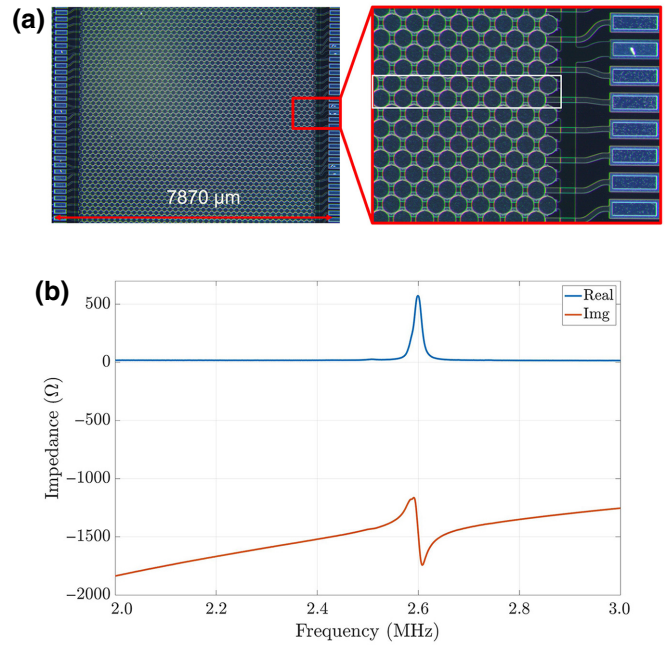 (a)
7870 μm
(b)
Real
Img
500
0
−500
−1000
−1500
−2000
Impedance (Ω)
2.0 2.2 2.4 2.6 2.8 3.0
Frequency (MHz)